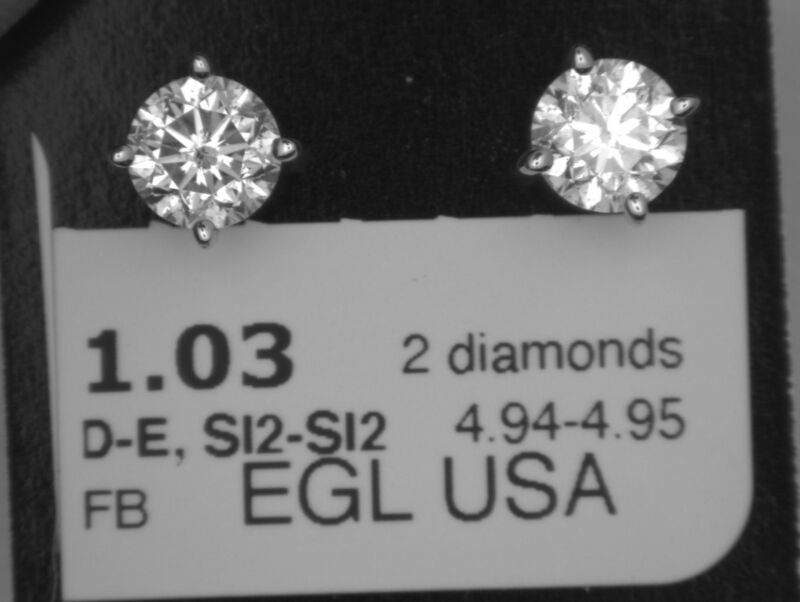 1.03 2 diamonds
D-E, SI2-SI2 4.94-4.95
FB EGL USA